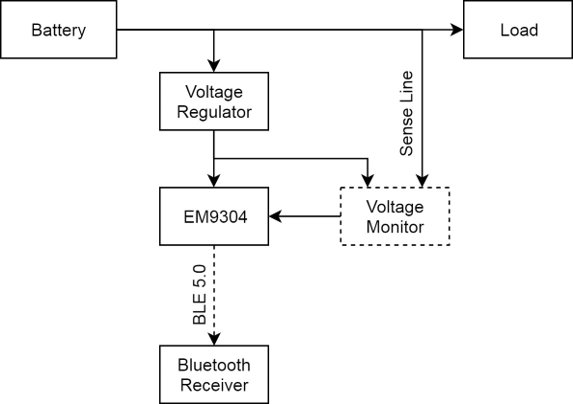 Battery
Load
Voltage
Regulator
Sense Line
EM9304
Voltage
Monitor
BLE 5.0
Bluetooth
Receiver